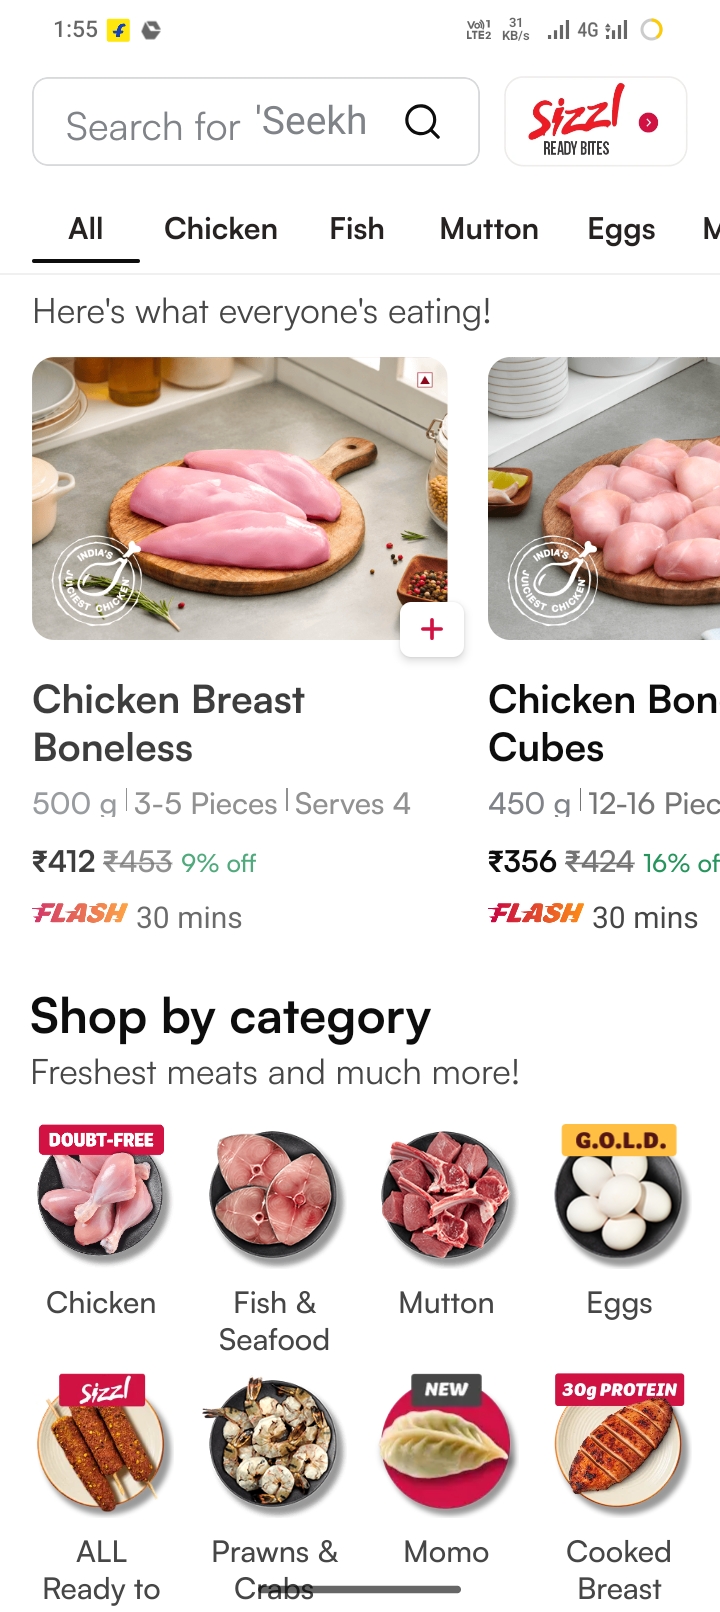 1:55
Vo)) 1
LTE2
31
KB/s
4G
Search for 'Seekh
Sizzl
READY BITES
All Chicken Fish Mutton Eggs M
Here's what everyone's eating!
INDIA'S
JUICIEST CHICKEN
INDIA'S
JUICIEST CHICKEN
Chicken Breast
Boneless
500 g 3-5 Pieces Serves 4
₹412 ₹453 9% off
FLASH 30 mins
Chicken Bon
Cubes
450 g 12-16 Piec
₹356 ₹424 16% of
FLASH 30 mins
Shop by category
Freshest meats and much more!
DOUBT-FREE
G.O.L.D.
Chicken
Fish &
Seafood
Mutton
Eggs
Sizzl
NEW
30g PROTEIN
ALL
Ready to
Prawns &
Crabs
Momo
Cooked
Breast